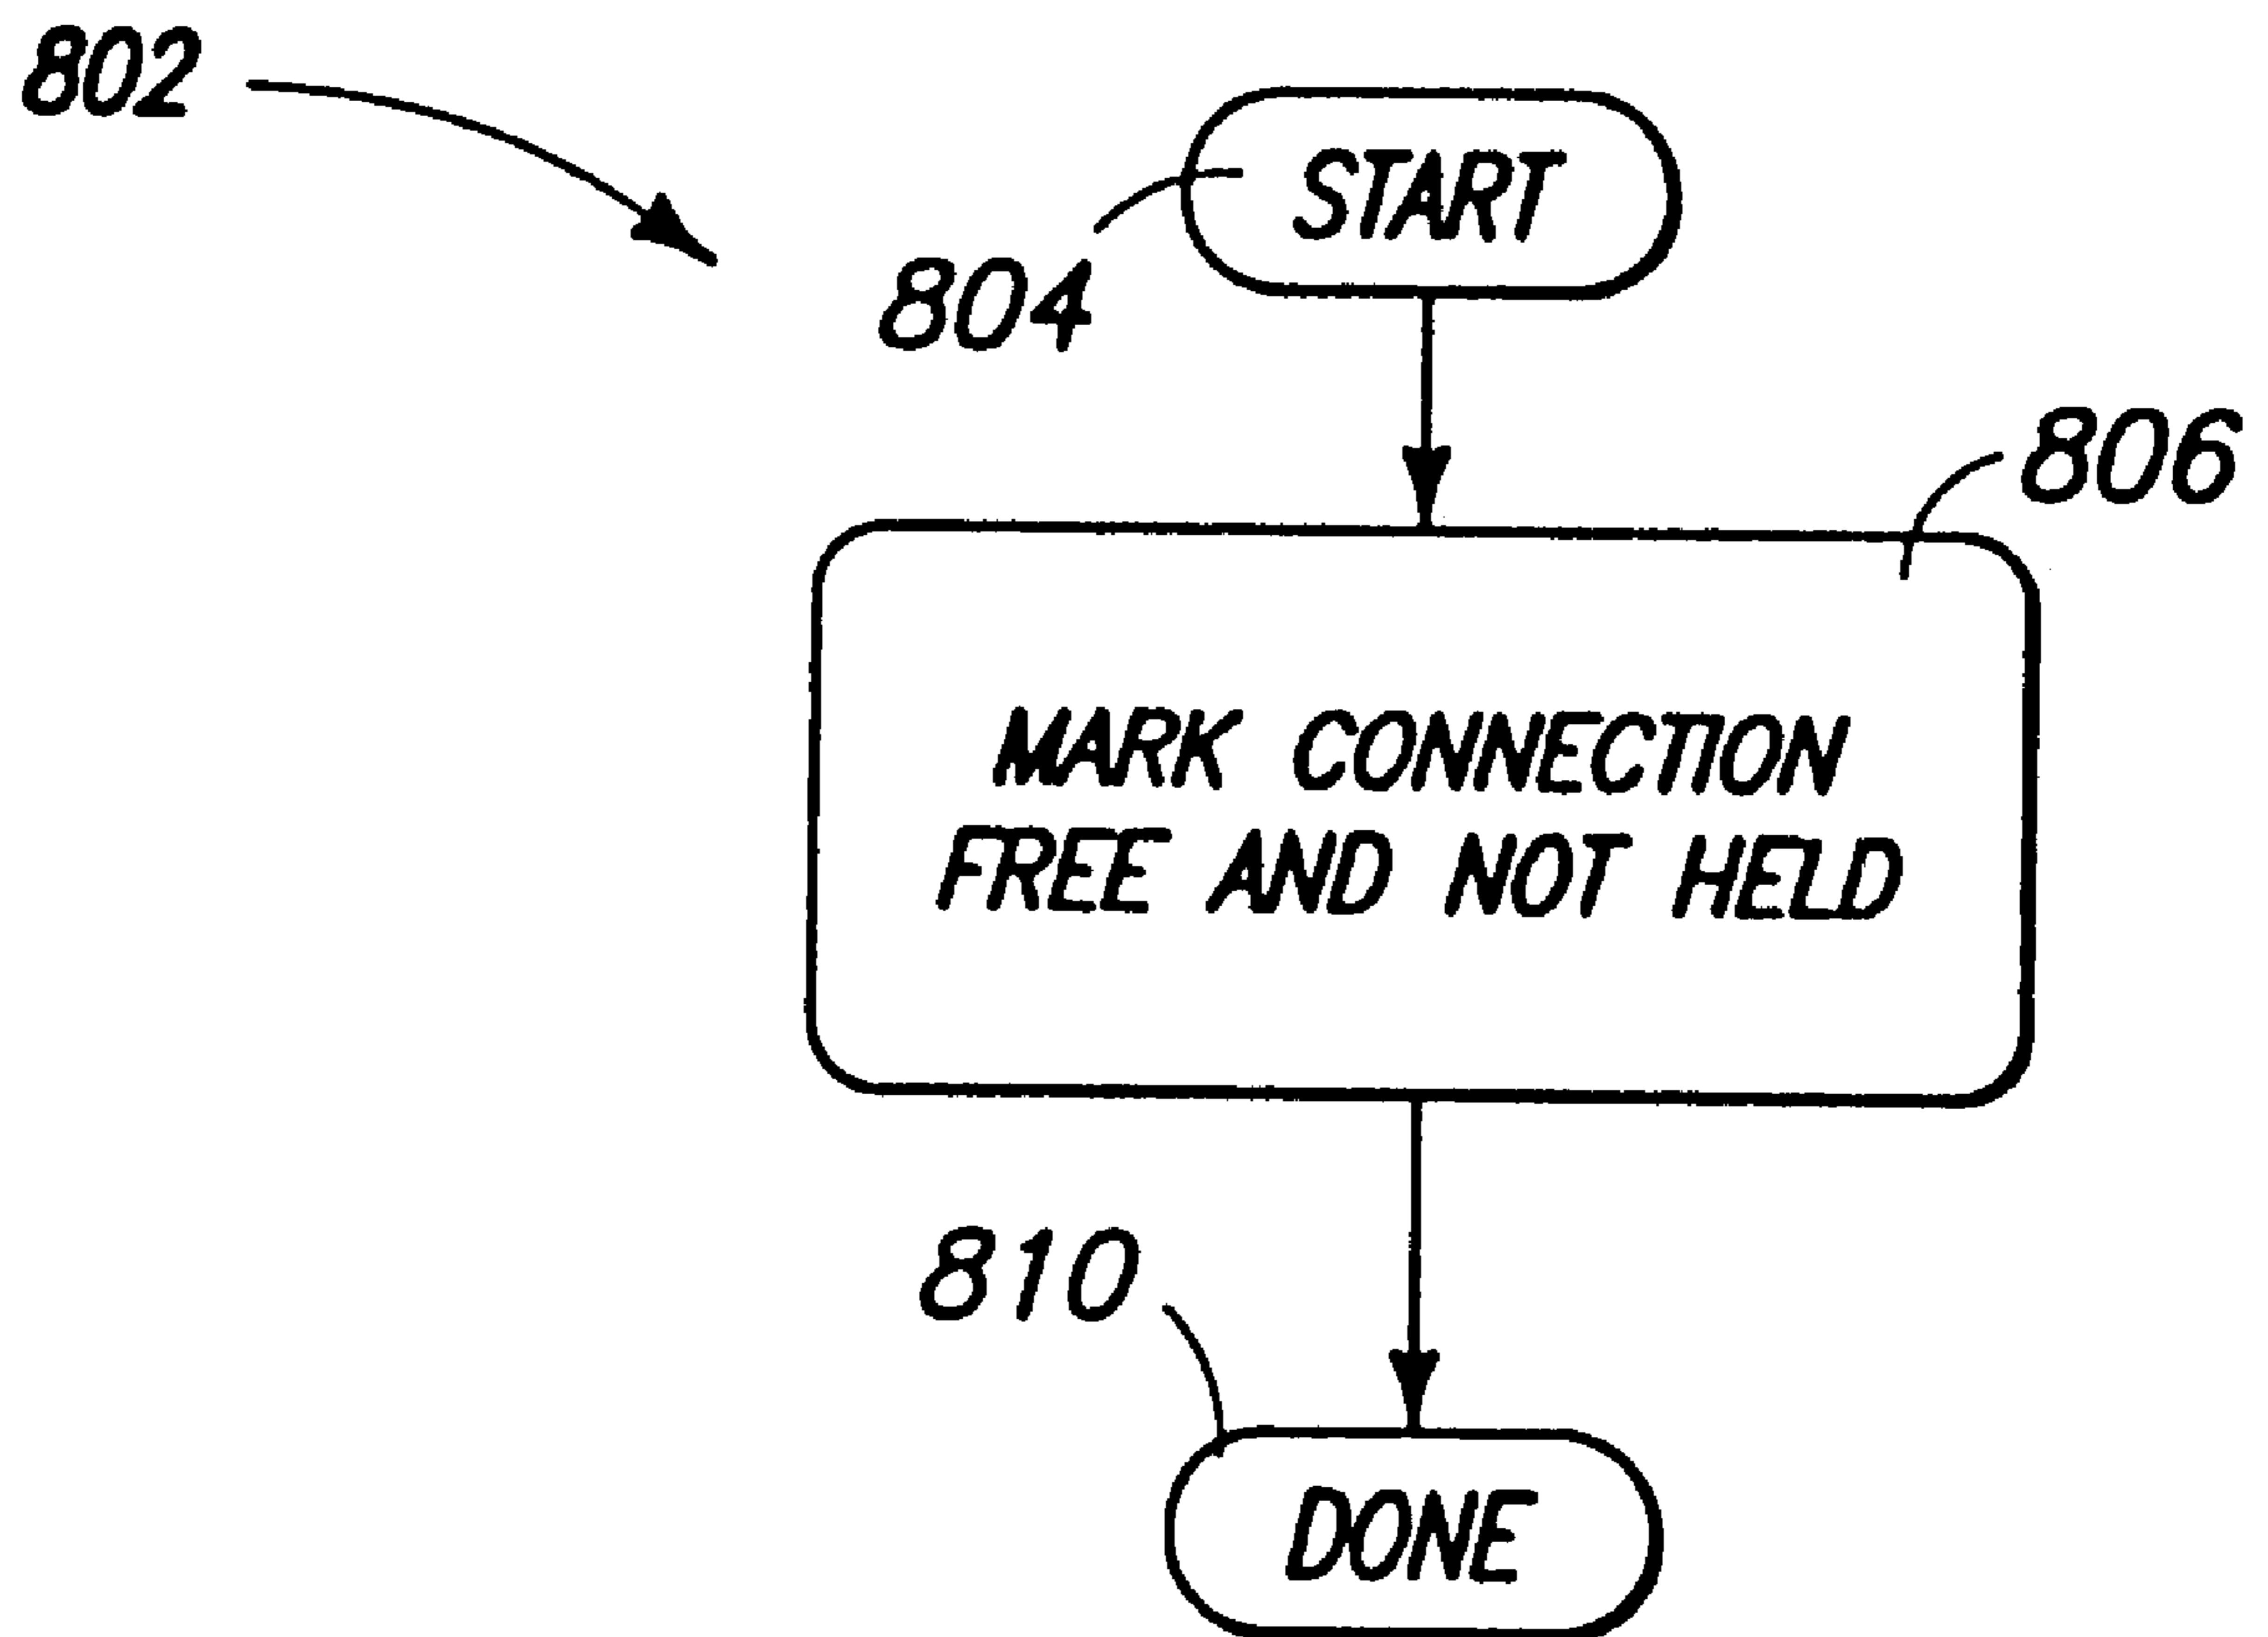 802
START
804
806
MARK CONNECTION
FREE AND NOT HELD
810
DONE